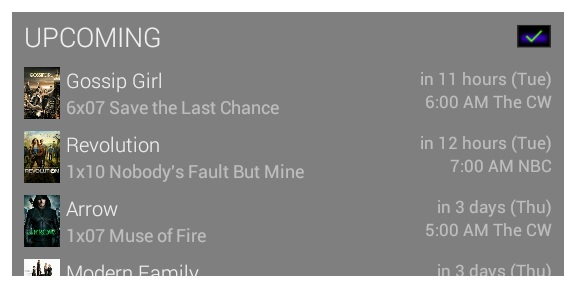 UPCOMING
Gossip Girl
in 11 hours (Tue)
6x07 Save the Last Chance
6:00 AM The CW
Revolution
in 12 hours (Tue)
1x10 Nobody's Fault But Mine
7:00 AM NBC
Arrow
in 3 days (Thu)
1x07 Muse of Fire
5:00 AM The CW
Modern Family
in 3 days (Thu)